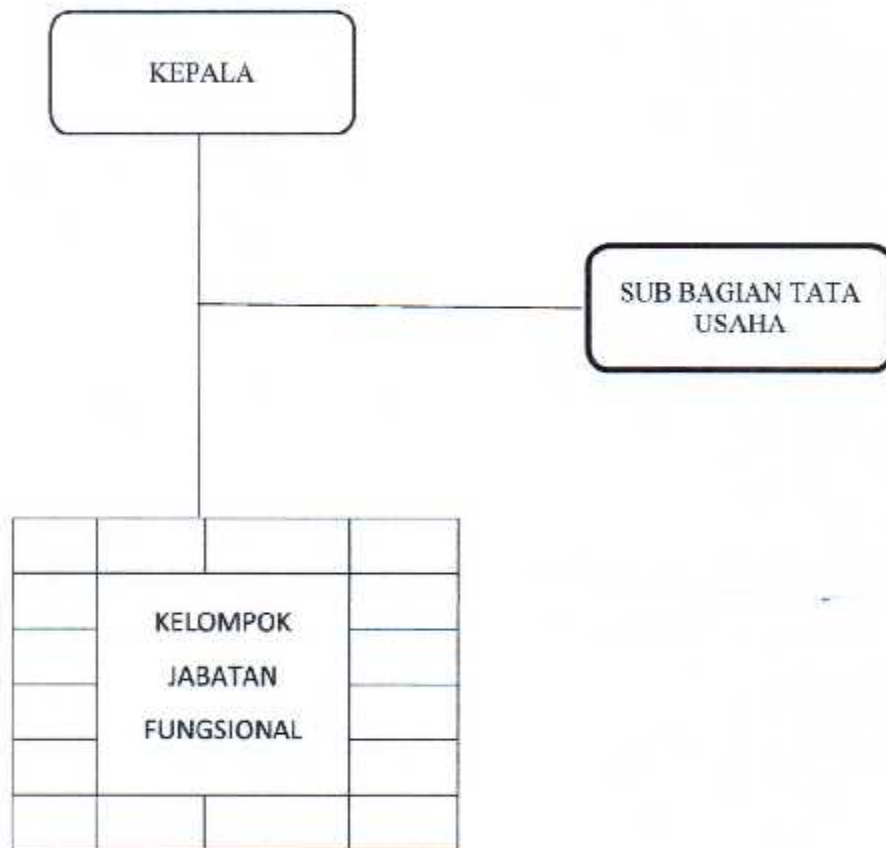 KEPALA
SUB BAGIAN TATA
USAHA
KELOMPOK
JABATAN
FUNGSIONAL